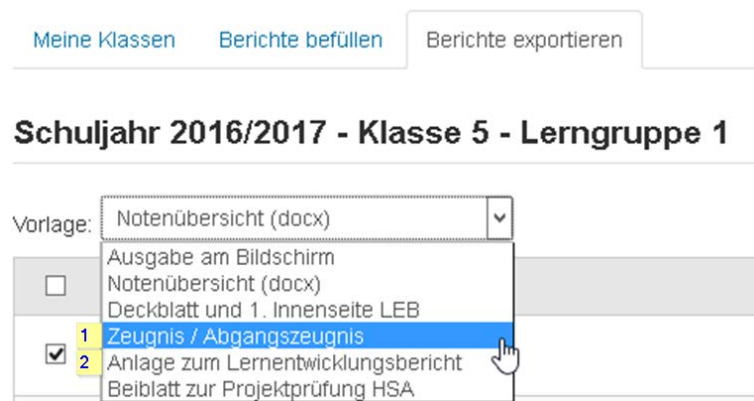 Meine Klassen Berichte befüllen Berichte exportieren
Schuljahr 2016/2017 - Klasse 5 - Lerngruppe 1
Vorlage: Notenübersicht (docx)
Ausgabe am Bildschirm
Notenübersicht (docx)
Deckblatt und 1. Innenseite LEB
1 Zeugnis / Abgangszeugnis
2 Anlage zum Lernentwicklungsbericht
Beiblatt zur Projektprüfung HSA